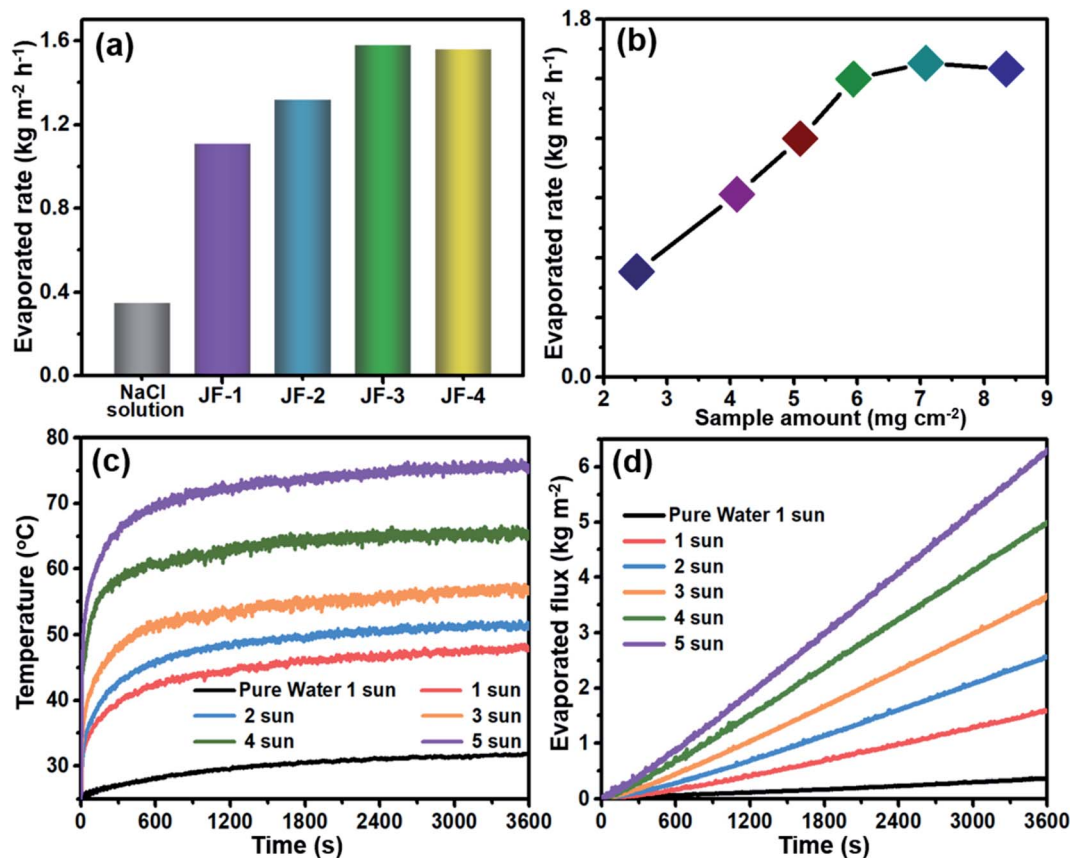 (a)
Evaporated rate (kg m⁻² h⁻¹)
1.6
1.2
0.8
0.4
0.0
NaCl
solution
JF-1
JF-2
JF-3
JF-4
(b)
Evaporated rate (kg m⁻² h⁻¹)
1.8
0.0
2 3 4 5 6 7 8 9
Sample amount (mg cm⁻²)
(c)
Temperature (°C)
80
70
60
50
40
30
Pure Water 1 sun
1 sun
2 sun
3 sun
4 sun
5 sun
0 600 1200 1800 2400 3000 3600
Time (s)
(d)
Evaporated flux (kg m⁻²)
6
5
4
3
2
1
0
Pure Water 1 sun
1 sun
2 sun
3 sun
4 sun
5 sun
0 600 1200 1800 2400 3000 3600
Time (s)